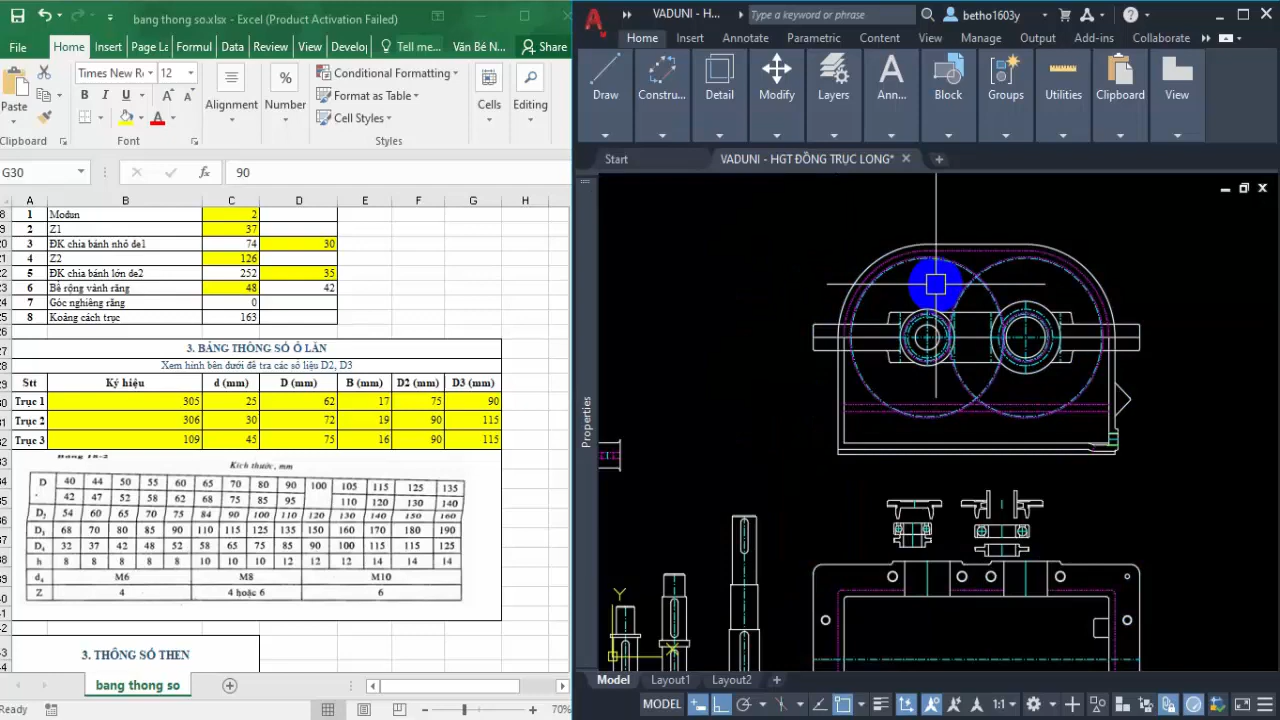 bang thong so.xlsx - Excel (Product Activation Failed)
File Home Insert Page La Formul Data Review View Develo Tell me... Văn Bé N... Share
Times New R 12
Paste
B I U A A
Alignment
Number
%
Conditional Formatting
Format as Table
Cell Styles
Cells
Editing
Clipboard Font Styles
G30 fx 90
A B C D E F G H
1 Modun 2
2 Z1 37
3 ĐK chia bánh nhỏ de1 74 30
4 Z2 126
5 ĐK chia bánh lớn de2 252 35
6 Bề rộng vành răng 48 42
7 Góc nghiêng răng 0
8 Koảng cách trục 163
3. BẢNG THÔNG SỐ Ổ LĂN
Xem hình bên dưới để tra các số liệu D2, D3
Stt Ký hiệu d (mm) D (mm) B (mm) D2 (mm) D3 (mm)
Trục 1 305 25 62 17 75 90
Trục 2 306 30 72 19 90 115
Trục 3 109 45 75 16 90 115
Kích thước, mm
D 40 44 50 55 60 65 70 80 90 100 105 115 125 135
42 47 52 58 62 68 75 85 95 110 120 130 140
D2 54 60 65 70 75 84 90 100 110 120 130 140 150 160
D3 68 70 80 85 90 110 115 125 135 150 160 170 180 190
D4 32 37 42 48 52 58 65 75 85 90 100 115 115 125
h 8 8 8 8 8 10 10 10 12 12 12 14 14 14
d4 M6 M8 M10
Z 4 4 hoặc 6 6
3. THÔNG SỐ THEN
bang thong so
Ready
70%
VADUNI - H... Type a keyword or phrase betho1603y
Home Insert Annotate Parametric Content View Manage Output Add-ins Collaborate
Draw Constru... Detail Modify Layers Ann... Block Groups Utilities Clipboard View
Start VADUNI - HGT ĐỒNG TRỤC LONG*
Properties
Y
X
Model Layout1 Layout2
MODEL 1:1